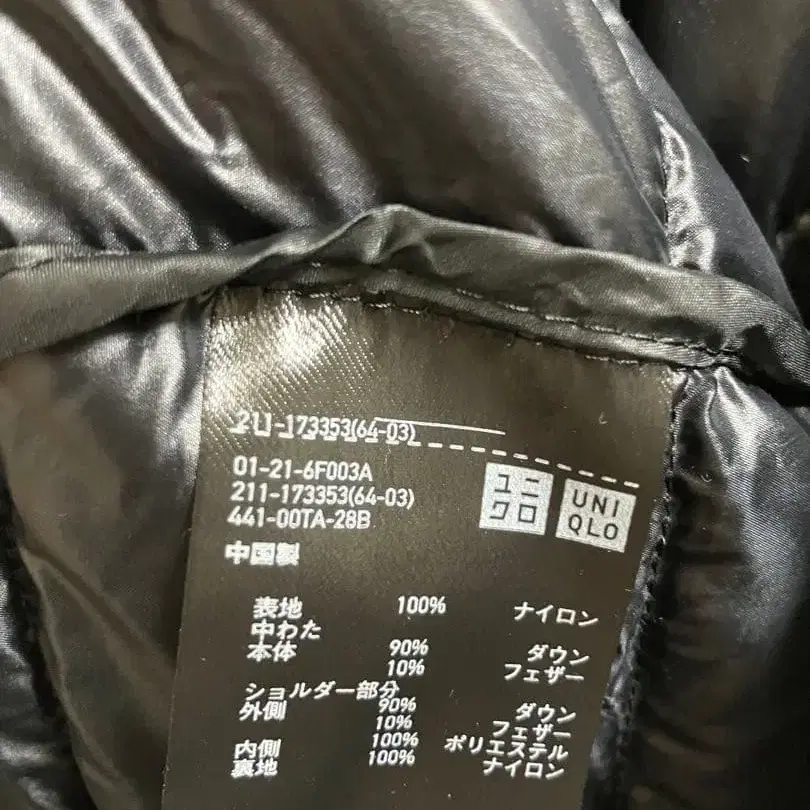 211-173353(64-03)
01-21-6F003A
211-173353(64-03)
441-00TA-28B
ユニ
クロ
UNI
QLO
中国製
表地 100% ナイロン
中わた
本体 90% ダウン
10% フェザー
ショルダー部分
外側 90% ダウン
10% フェザー
内側 100% ポリエステル
裏地 100% ナイロン